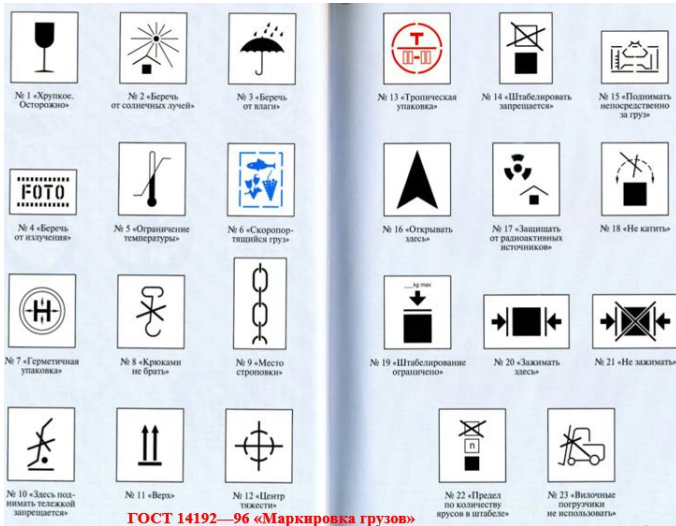 № 1 «Хрупкое.
Осторожно»
№ 2 «Беречь
от солнечных лучей»
№ 3 «Беречь
от влаги»
FOTO
№ 4 «Беречь
от излучения»
№ 5 «Ограничение
температуры»
№ 6 «Скоропор-
тящийся груз»
Н
№ 7 «Герметичная
упаковка»
№ 8 «Крюками
не брать»
№ 9 «Место
строповки»
№ 10 «Здесь под-
нимать тележкой
запрещается»
№ 11 «Верх»
№ 12 «Центр
тяжести»
Т
00-00
№ 13 «Тропическая
упаковка»
№ 14 «Штабелировать
запрещается»
№ 15 «Поднимать
непосредственно
за груз»
№ 16 «Открывать
здесь»
№ 17 «Защищать
от радиоактивных
источников»
№ 18 «Не катить»
__kg max
№ 19 «Штабелирование
ограничено»
№ 20 «Зажимать
здесь»
№ 21 «Не зажимать»
n
№ 22 «Предел
по количеству
ярусов в штабеле»
№ 23 «Вилочные
погрузчики
не использовать»
ГОСТ 14192—96 «Маркировка грузов»